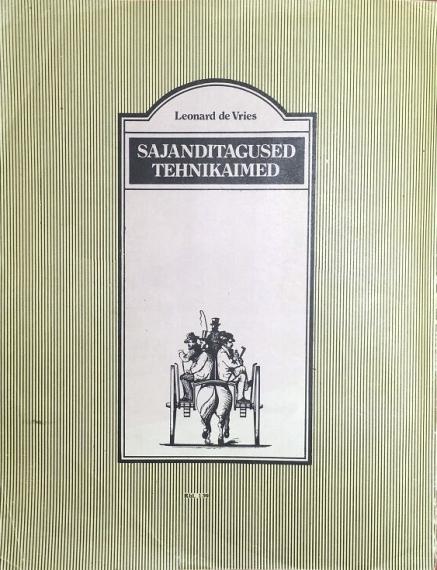 Leonard de Vries
SAJANDITAGUSED
TEHNIKAIMED